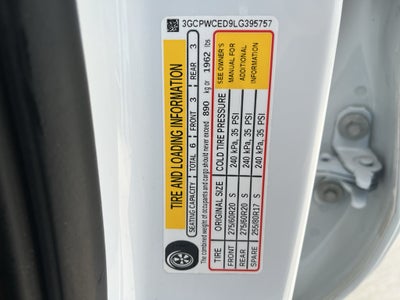 3GCPWCED9LG395757
TIRE AND LOADING INFORMATION
SEATING CAPACITY TOTAL 6 FRONT 3 REAR 3
The combined weight of occupants and cargo should never exceed 890 kg or 1962 lbs
TIRE ORIGINAL SIZE COLD TIRE PRESSURE
FRONT 275/60R20 S 240 kPa, 35 PSI
REAR 275/60R20 S 240 kPa, 35 PSI
SPARE 255/80R17 S 240 kPa, 35 PSI
SEE OWNER'S
MANUAL FOR
ADDITIONAL
INFORMATION